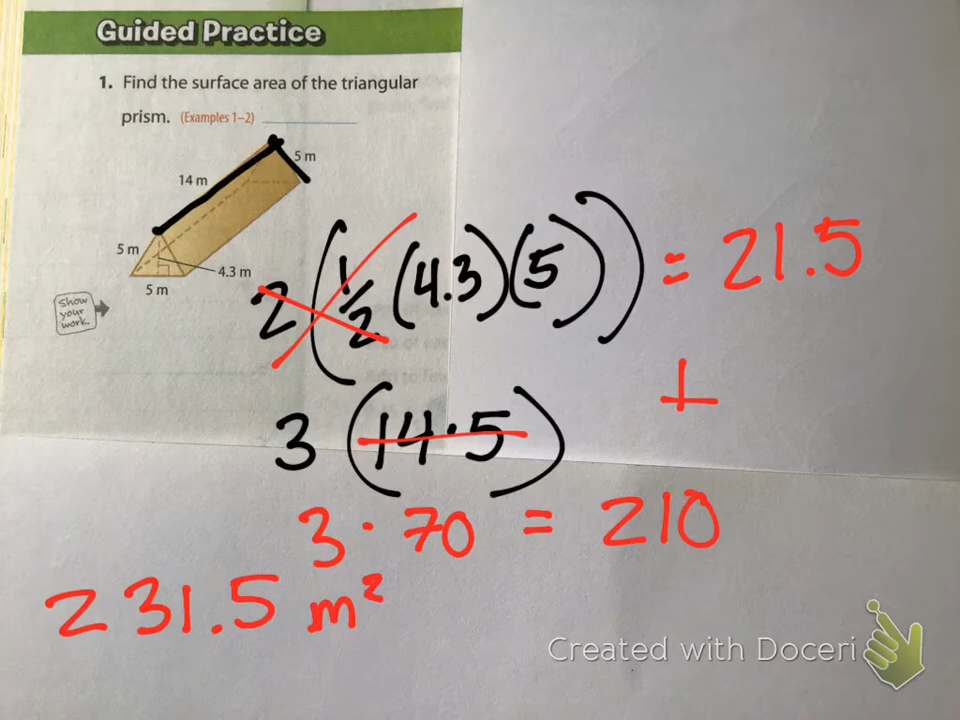 Guided Practice
1. Find the surface area of the triangular
prism. (Examples 1–2)
5 m
14 m
5 m
4.3 m
5 m
Show
your
work.
2 (1/2 (4.3)(5)) = 21.5
+
3 (14·5)
3 · 70 = 210
231.5 m²
Created with Doceri